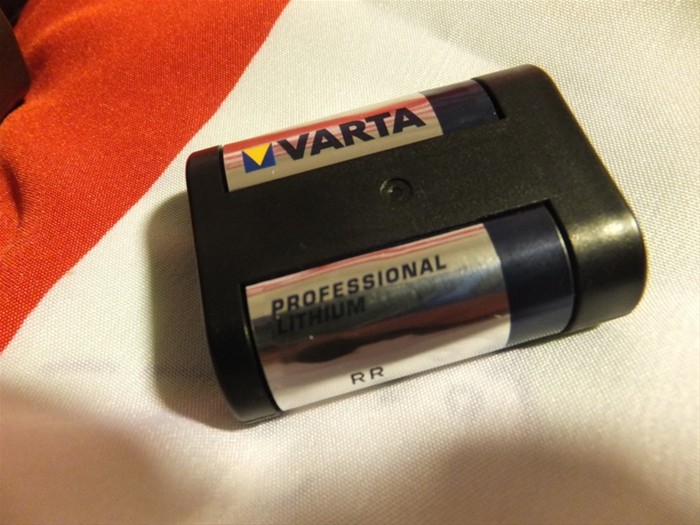 VARTA
PROFESSIONAL
LITHIUM
RR